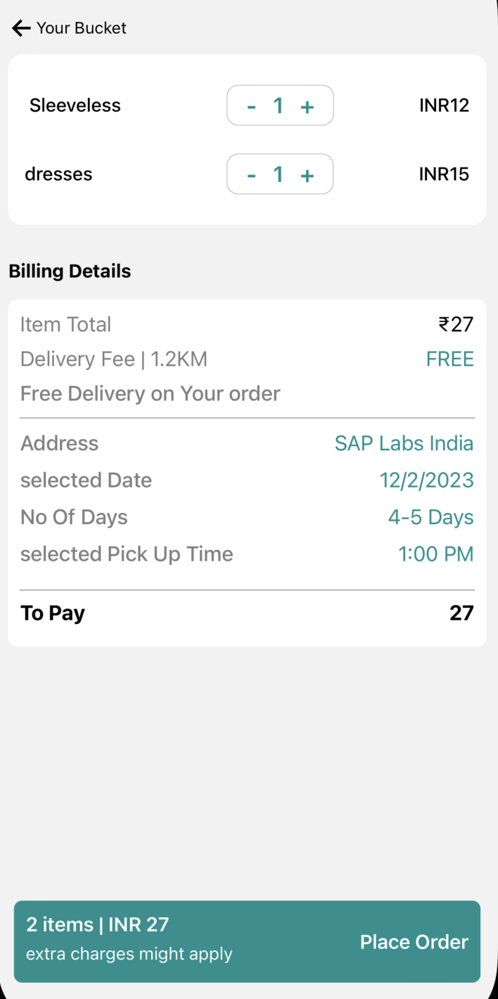 Your Bucket
Sleeveless - 1 + INR12
dresses - 1 + INR15
Billing Details
Item Total ₹27
Delivery Fee | 1.2KM FREE
Free Delivery on Your order
Address SAP Labs India
selected Date 12/2/2023
No Of Days 4-5 Days
selected Pick Up Time 1:00 PM
To Pay 27
2 items | INR 27
extra charges might apply
Place Order